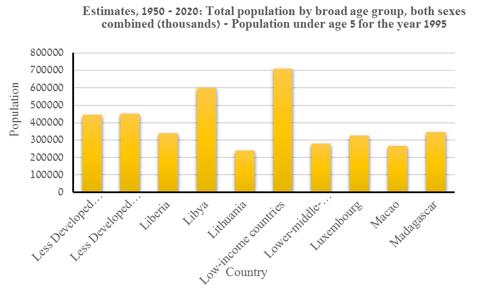 Estimates, 1950 - 2020: Total population by broad age group, both sexes
combined (thousands) - Population under age 5 for the year 1995
800000
700000
600000
500000
400000
300000
200000
100000
0
Population
Less Developed…
Less Developed…
Liberia
Libya
Lithuania
Low-income countries
Lower-middle-…
Luxembourg
Macao
Madagascar
Country